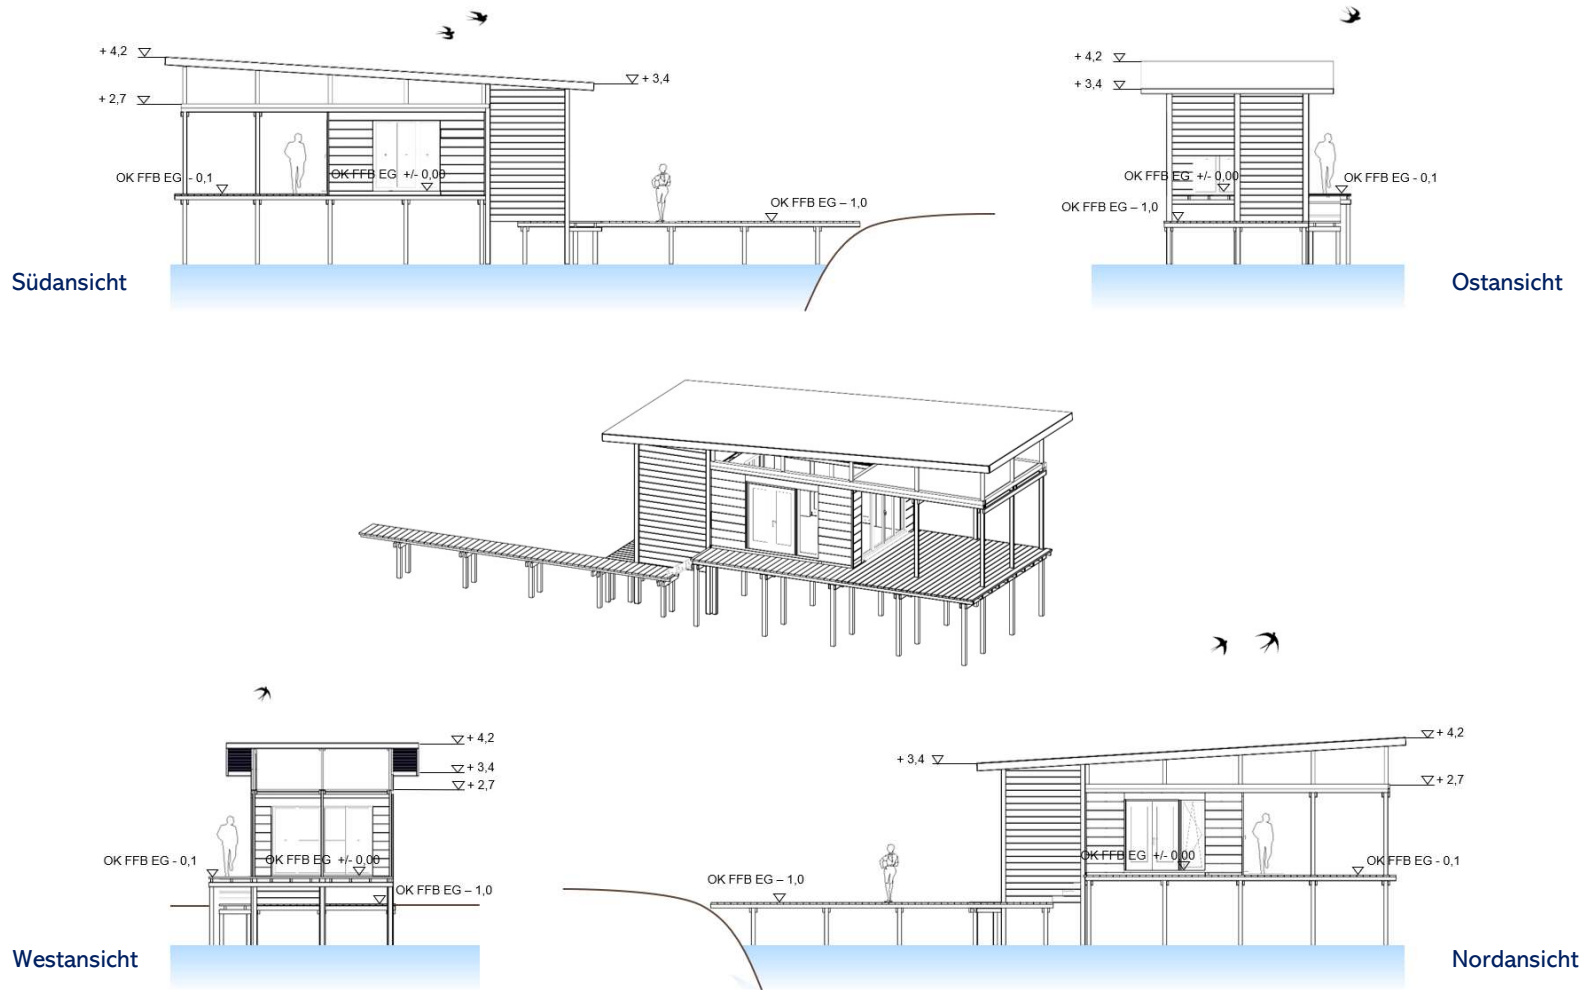 + 4,2
+ 3,4
+ 2,7
OK FFB EG - 0,1
OK FFB EG +/- 0,00
OK FFB EG – 1,0
Südansicht
+ 4,2
+ 3,4
OK FFB EG +/- 0,00
OK FFB EG - 0,1
OK FFB EG – 1,0
Ostansicht
+ 4,2
+ 3,4
+ 2,7
OK FFB EG - 0,1
OK FFB EG +/- 0,00
OK FFB EG – 1,0
Westansicht
+ 4,2
+ 3,4
+ 2,7
OK FFB EG +/- 0,00
OK FFB EG - 0,1
OK FFB EG – 1,0
Nordansicht